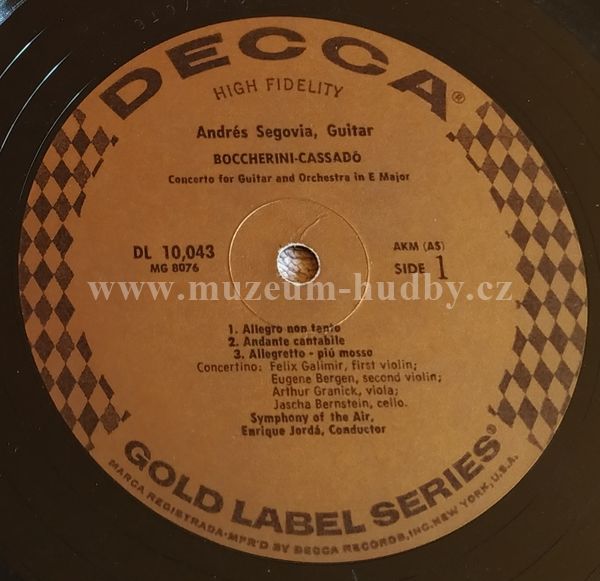 DECCA®
HIGH FIDELITY
Andrés Segovia, Guitar
BOCCHERINI-CASSADÓ
Concerto for Guitar and Orchestra in E Major
DL 10,043
MG 8076
AKM (AS)
SIDE 1
www.muzeum-hudby.cz
1. Allegro non tanto
2. Andante cantabile
3. Allegretto - piú mosso
Concertino: Felix Galimir, first violin;
Eugene Bergen, second violin;
Arthur Granick, viola;
Jascha Bernstein, cello.
Symphony of the Air,
Enrique Jordá, Conductor
GOLD LABEL SERIES®
MARCA REGISTRADA-MFR'D BY DECCA RECORDS, INC. NEW YORK, U.S.A.